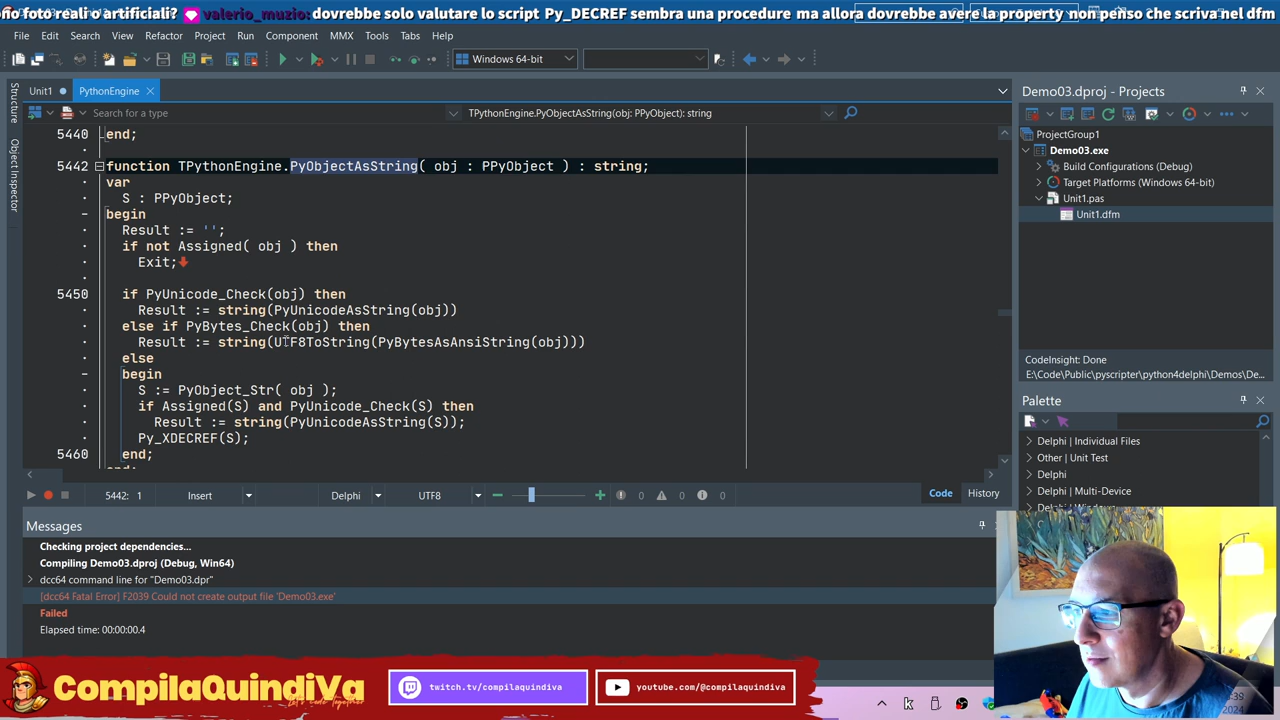 no foto reali o artificiali? valerio_muzio: dovrebbe solo valutare lo script Py_DECREF sembra una procedure ma allora dovrebbe avere la property non penso che scriva nel dfm
File Edit Search View Refactor Project Run Component MMX Tools Tabs Help
Windows 64-bit
Structure
Object Inspector
Unit1
PythonEngine
Search for a type
TPythonEngine.PyObjectAsString(obj: PPyObject): string
5440 end;
5442 function TPythonEngine.PyObjectAsString( obj : PPyObject ) : string;
var
S : PPyObject;
begin
Result := '';
if not Assigned( obj ) then
Exit;
5450 if PyUnicode_Check(obj) then
Result := string(PyUnicodeAsString(obj))
else if PyBytes_Check(obj) then
Result := string(UTF8ToString(PyBytesAsAnsiString(obj)))
else
begin
S := PyObject_Str( obj );
if Assigned(S) and PyUnicode_Check(S) then
Result := string(PyUnicodeAsString(S));
Py_XDECREF(S);
5460 end;
5442: 1 Insert Delphi UTF8 0 0 0
Code History
Messages
Checking project dependencies...
Compiling Demo03.dproj (Debug, Win64)
dcc64 command line for "Demo03.dpr"
[dcc64 Fatal Error] F2039 Could not create output file 'Demo03.exe'
Failed
Elapsed time: 00:00:00.4
Demo03.dproj - Projects
ProjectGroup1
Demo03.exe
Build Configurations (Debug)
Target Platforms (Windows 64-bit)
Unit1.pas
Unit1.dfm
CodeInsight: Done
E:\Code\Public\pyscripter\python4delphi\Demos\De...
Palette
Delphi | Individual Files
Other | Unit Test
Delphi
Delphi | Multi-Device
CompilaQuindiVa
Let's code Together
twitch.tv/compilaquindiva
youtube.com/@compilaquindiva
2024